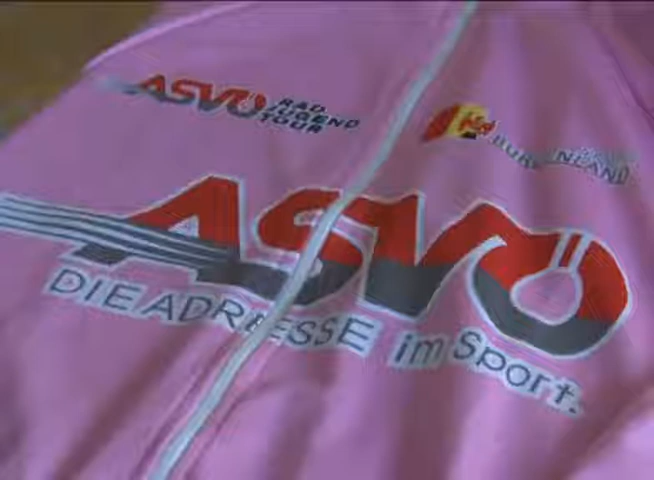 ASVÖ RAD
JUGEND
TOUR
BURGENLAND
ASVÖ
DIE ADRESSE im Sport.